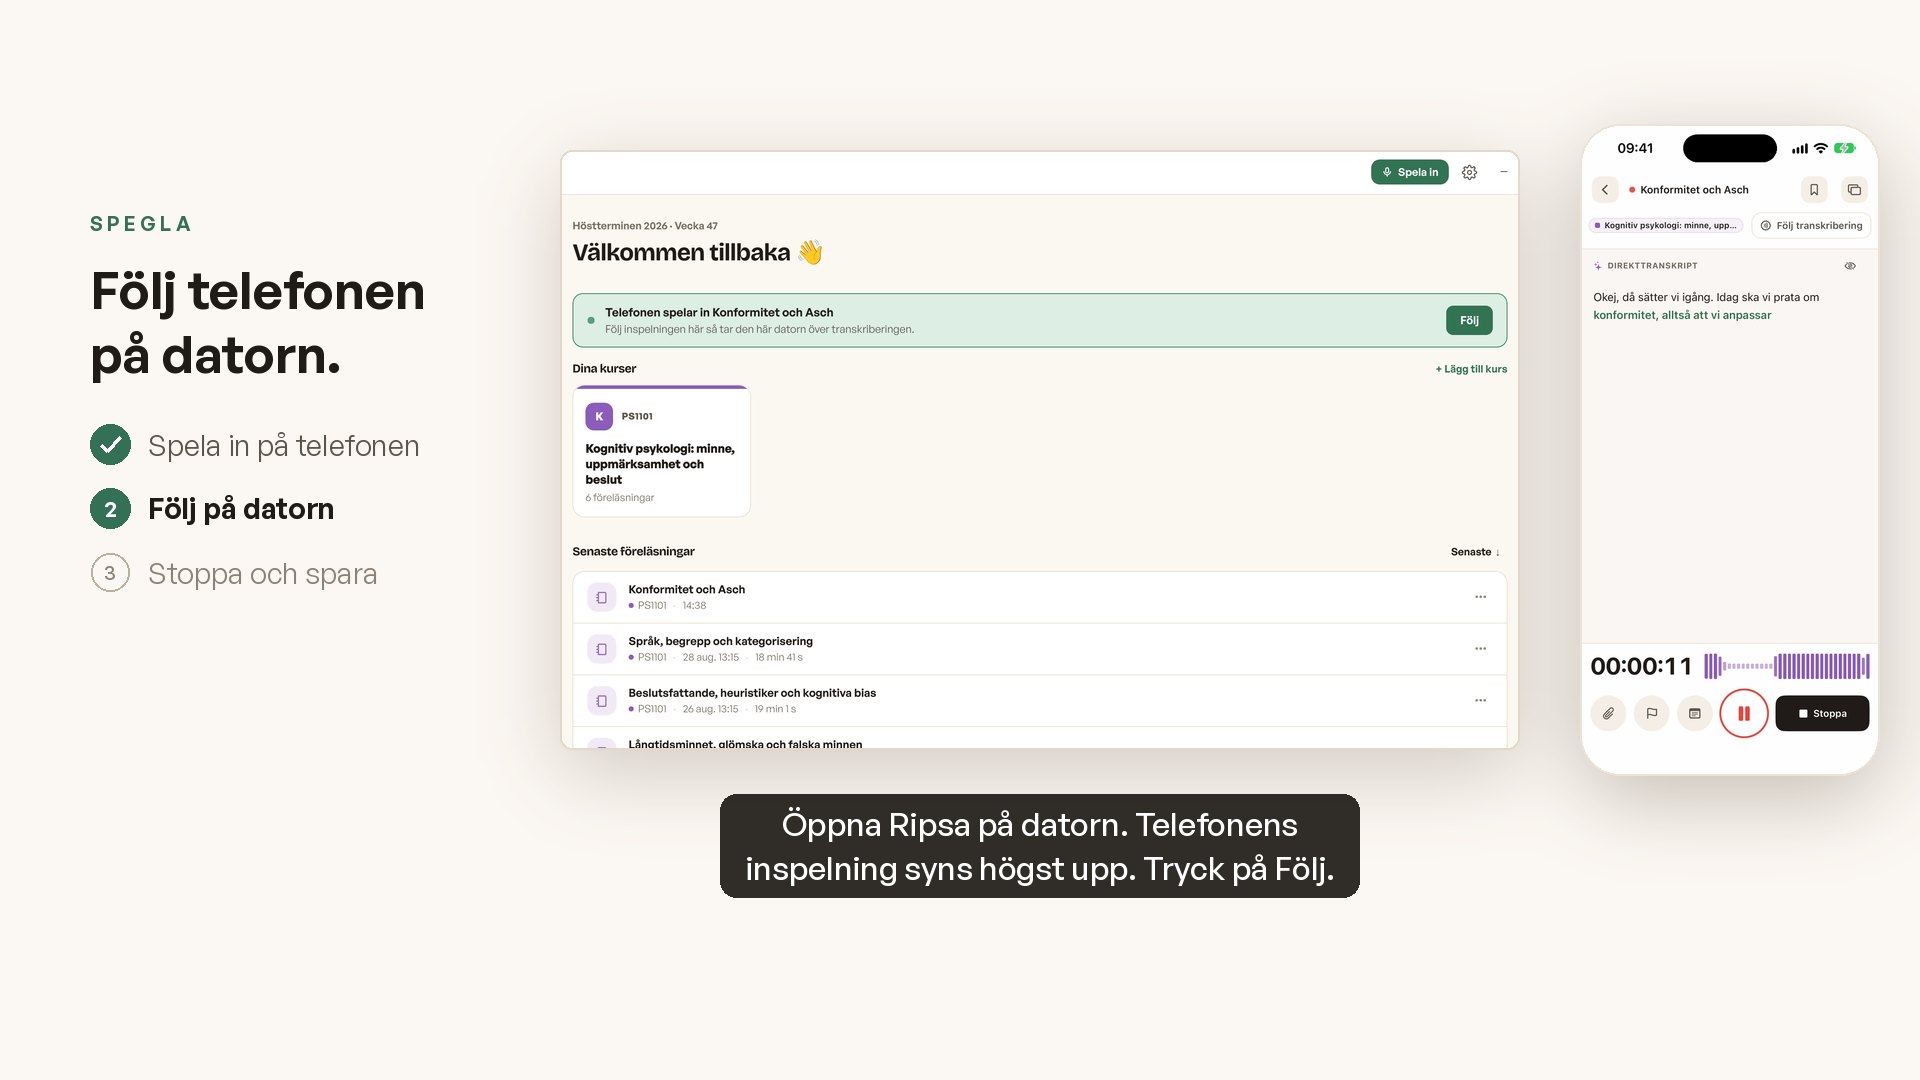 SPEGLA
Följ telefonen
på datorn.
Spela in på telefonen
2 Följ på datorn
3 Stoppa och spara
Spela in
Höstterminen 2026 · Vecka 47
Välkommen tillbaka 👋
Telefonen spelar in Konformitet och Asch
Följ inspelningen här så tar den här datorn över transkriberingen.
Följ
Dina kurser
+ Lägg till kurs
K PS1101
Kognitiv psykologi: minne,
uppmärksamhet och
beslut
6 föreläsningar
Senaste föreläsningar
Senaste ↓
Konformitet och Asch
PS1101 · 14:38
Språk, begrepp och kategorisering
PS1101 · 28 aug. 13:15 · 18 min 41 s
Beslutsfattande, heuristiker och kognitiva bias
PS1101 · 26 aug. 13:15 · 19 min 1 s
Långtidsminnet, glömska och falska minnen
Öppna Ripsa på datorn. Telefonens
inspelning syns högst upp. Tryck på Följ.
09:41
Konformitet och Asch
Kognitiv psykologi: minne, upp...
Följ transkribering
DIREKTTRANSKRIPT
Okej, då sätter vi igång. Idag ska vi prata om
konformitet, alltså att vi anpassar
00:00:11
Stoppa